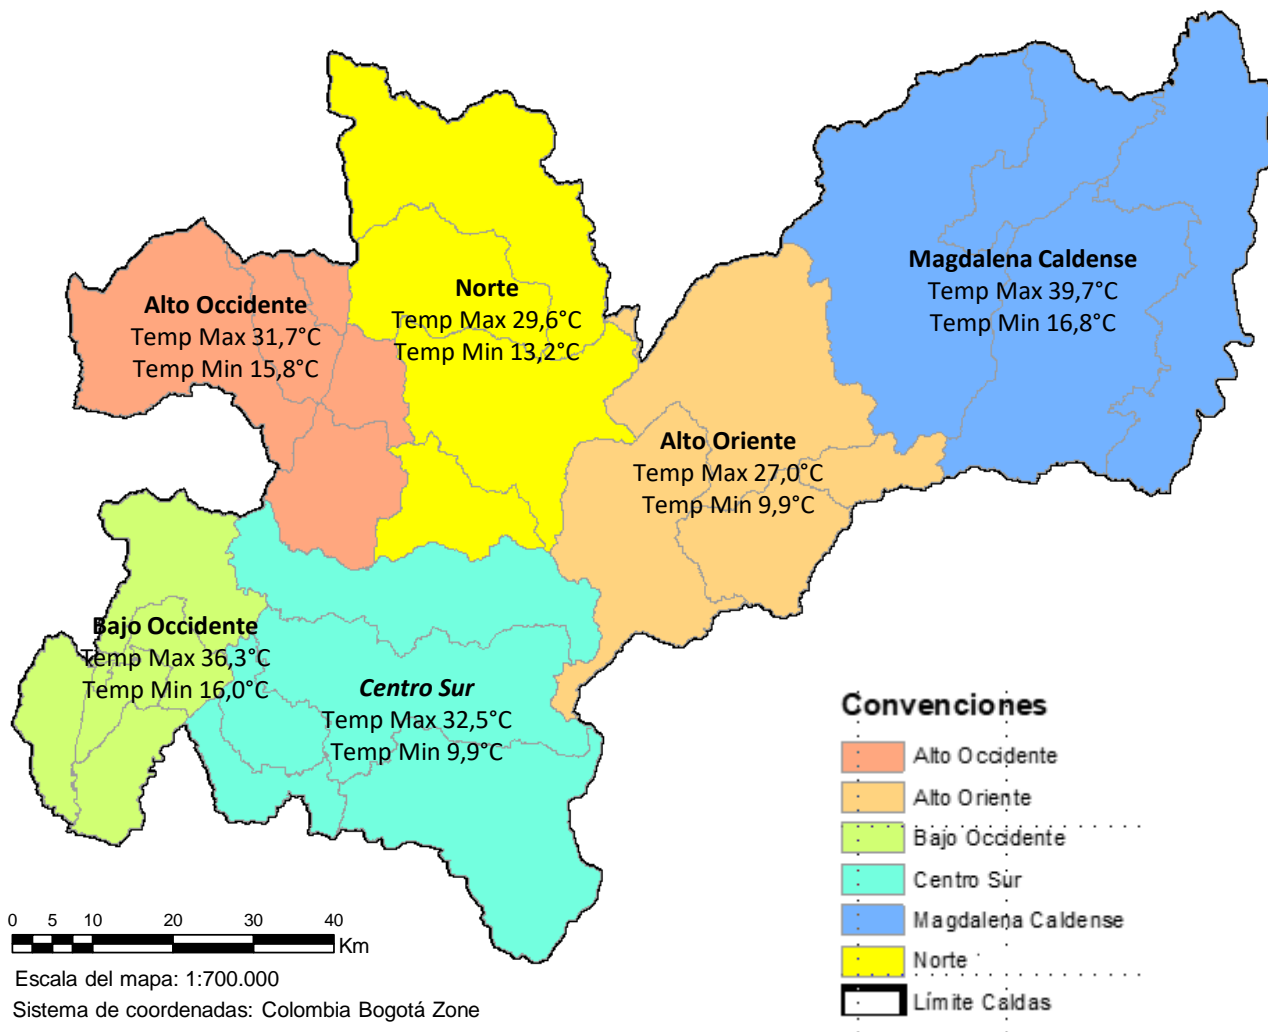 Magdalena Caldense
Temp Max 39,7°C
Temp Min 16,8°C
Norte
Temp Max 29,6°C
Temp Min 13,2°C
Alto Occidente
Temp Max 31,7°C
Temp Min 15,8°C
Alto Oriente
Temp Max 27,0°C
Temp Min 9,9°C
Bajo Occidente
Temp Max 36,3°C
Temp Min 16,0°C
Centro Sur
Temp Max 32,5°C
Temp Min 9,9°C
Convenciones
Alto Occidente
Alto Oriente
Bajo Occidente
Centro Sur
Magdalena Caldense
Norte
Límite Caldas
0 5 10 20 30 40
Km
Escala del mapa: 1:700.000
Sistema de coordenadas: Colombia Bogotá Zone